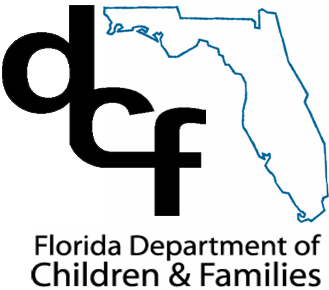 dcf
Florida Department of
Children & Families